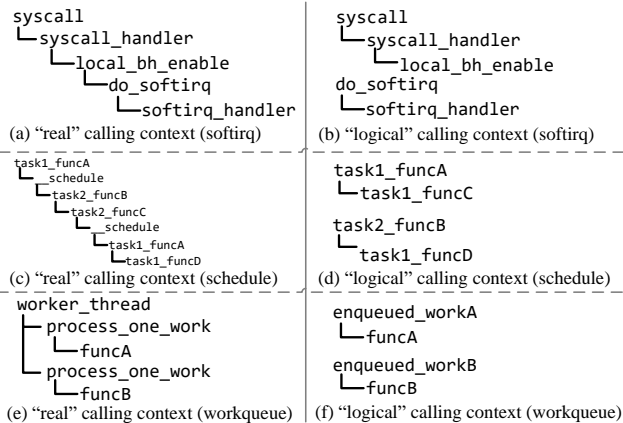 syscall
syscall_handler
local_bh_enable
do_softirq
softirq_handler
(a) “real” calling context (softirq)
syscall
syscall_handler
local_bh_enable
do_softirq
softirq_handler
(b) “logical” calling context (softirq)
task1_funcA
__schedule
task2_funcB
task2_funcC
__schedule
task1_funcA
task1_funcD
(c) “real” calling context (schedule)
task1_funcA
task1_funcC
task2_funcB
task1_funcD
(d) “logical” calling context (schedule)
worker_thread
process_one_work
funcA
process_one_work
funcB
(e) “real” calling context (workqueue)
enqueued_workA
funcA
enqueued_workB
funcB
(f) “logical” calling context (workqueue)